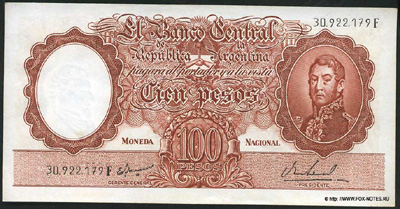 El Banco Central
30.922.179 F
de la
República Argentina
pagará al portador y a la vista
Cien pesos
MONEDA NACIONAL
100
PESOS
30.922.179 F
GERENTE GENERAL
PRESIDENTE
http://WWW.FOX-NOTES.RU